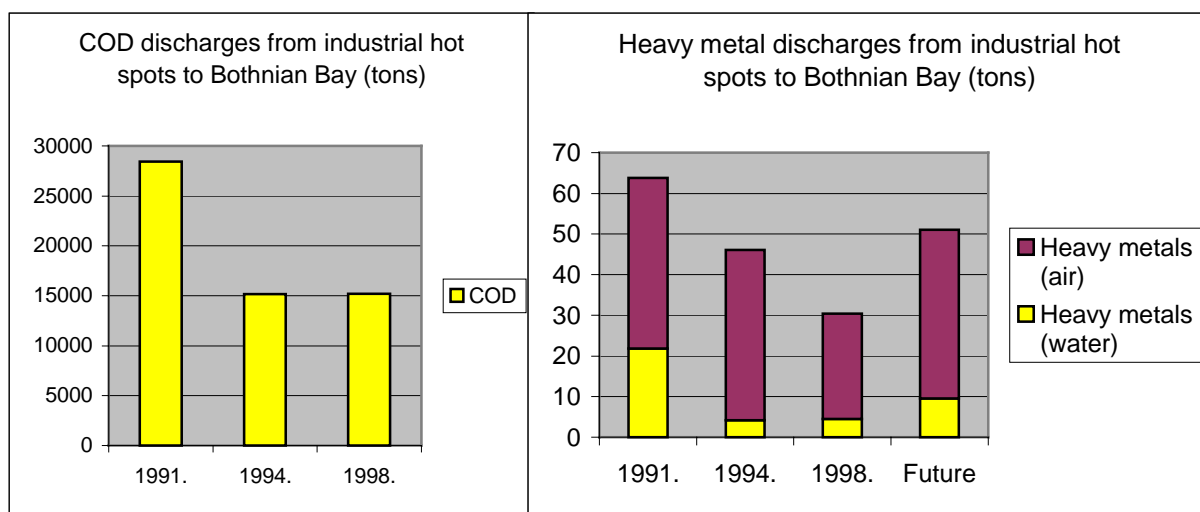 COD discharges from industrial hot
spots to Bothnian Bay (tons)
30000
25000
20000
15000
10000
5000
0
1991.
1994.
1998.
COD
Heavy metal discharges from industrial hot
spots to Bothnian Bay (tons)
70
60
50
40
30
20
10
0
1991.
1994.
1998.
Future
Heavy metals
(air)
Heavy metals
(water)